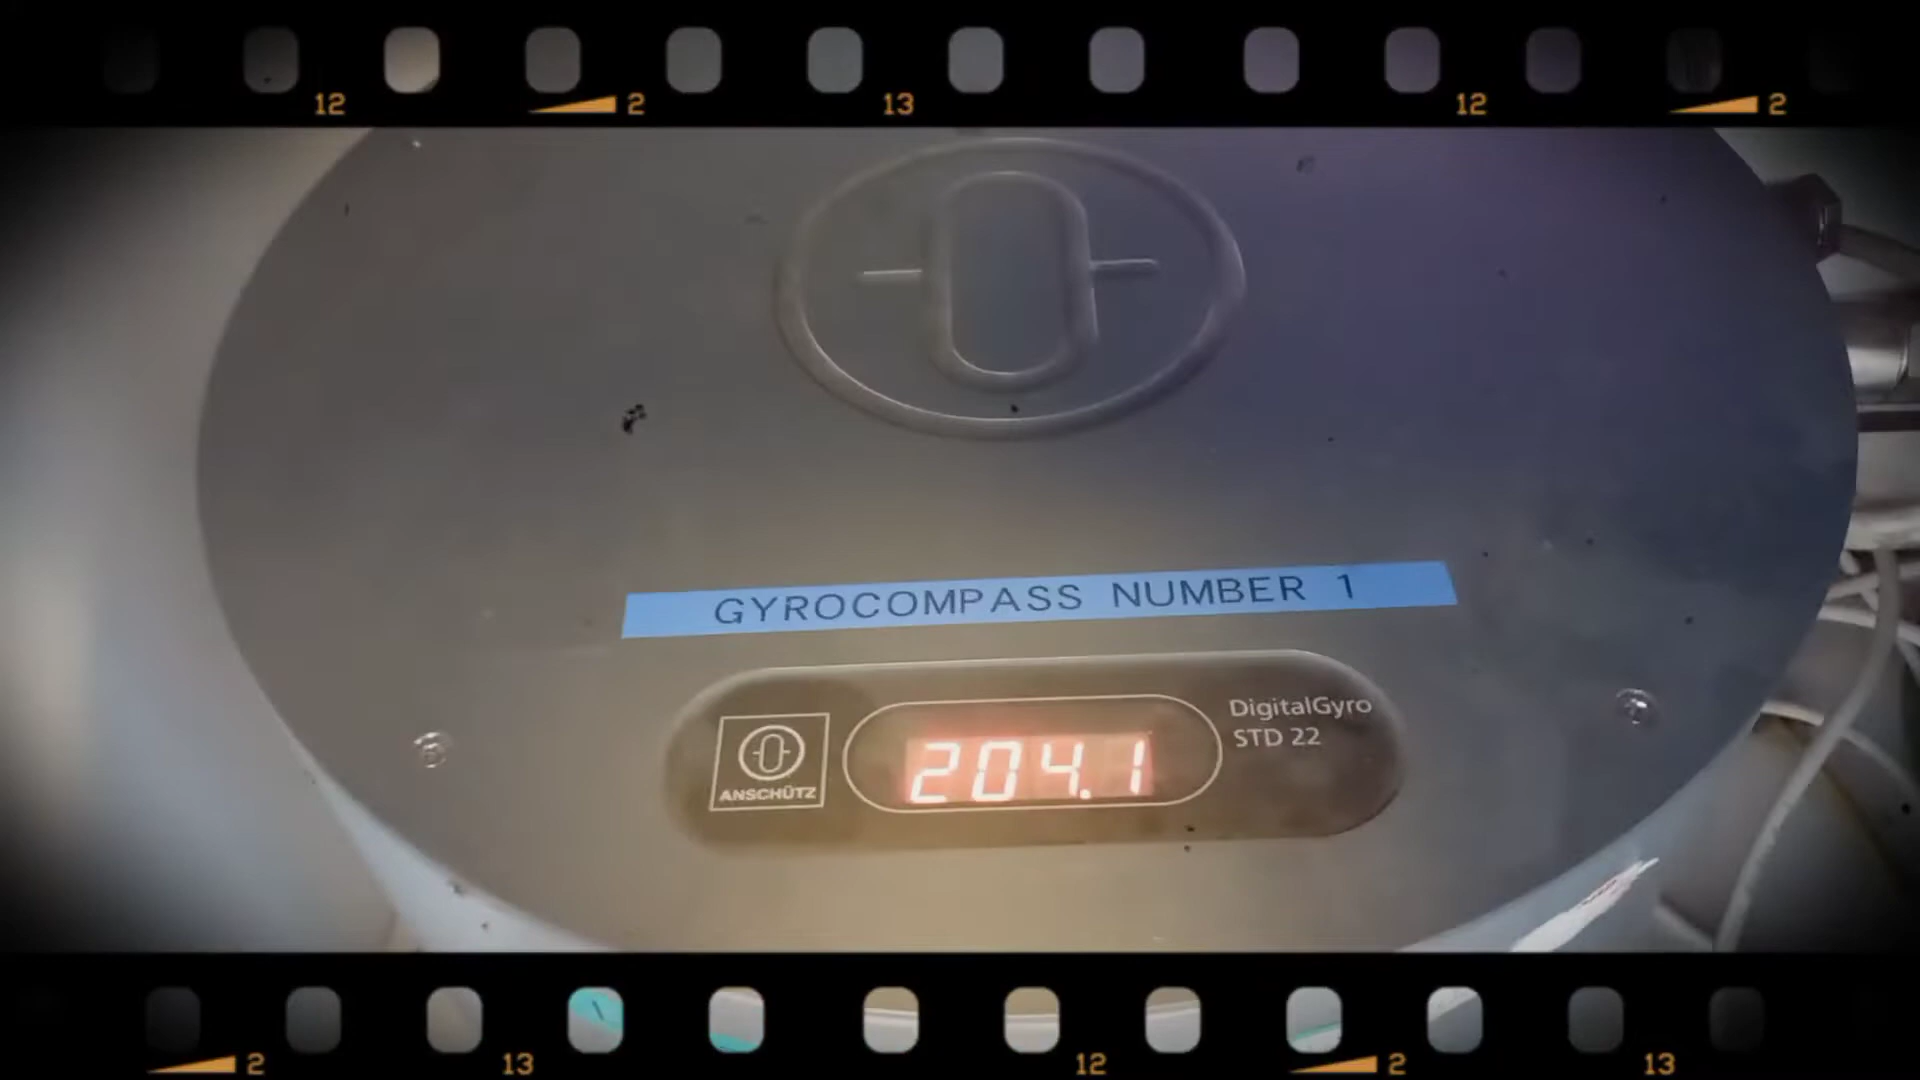 12 2 13 12 2
GYROCOMPASS NUMBER 1
DigitalGyro
STD 22
ANSCHÜTZ
204.1
2 13 12 2 13